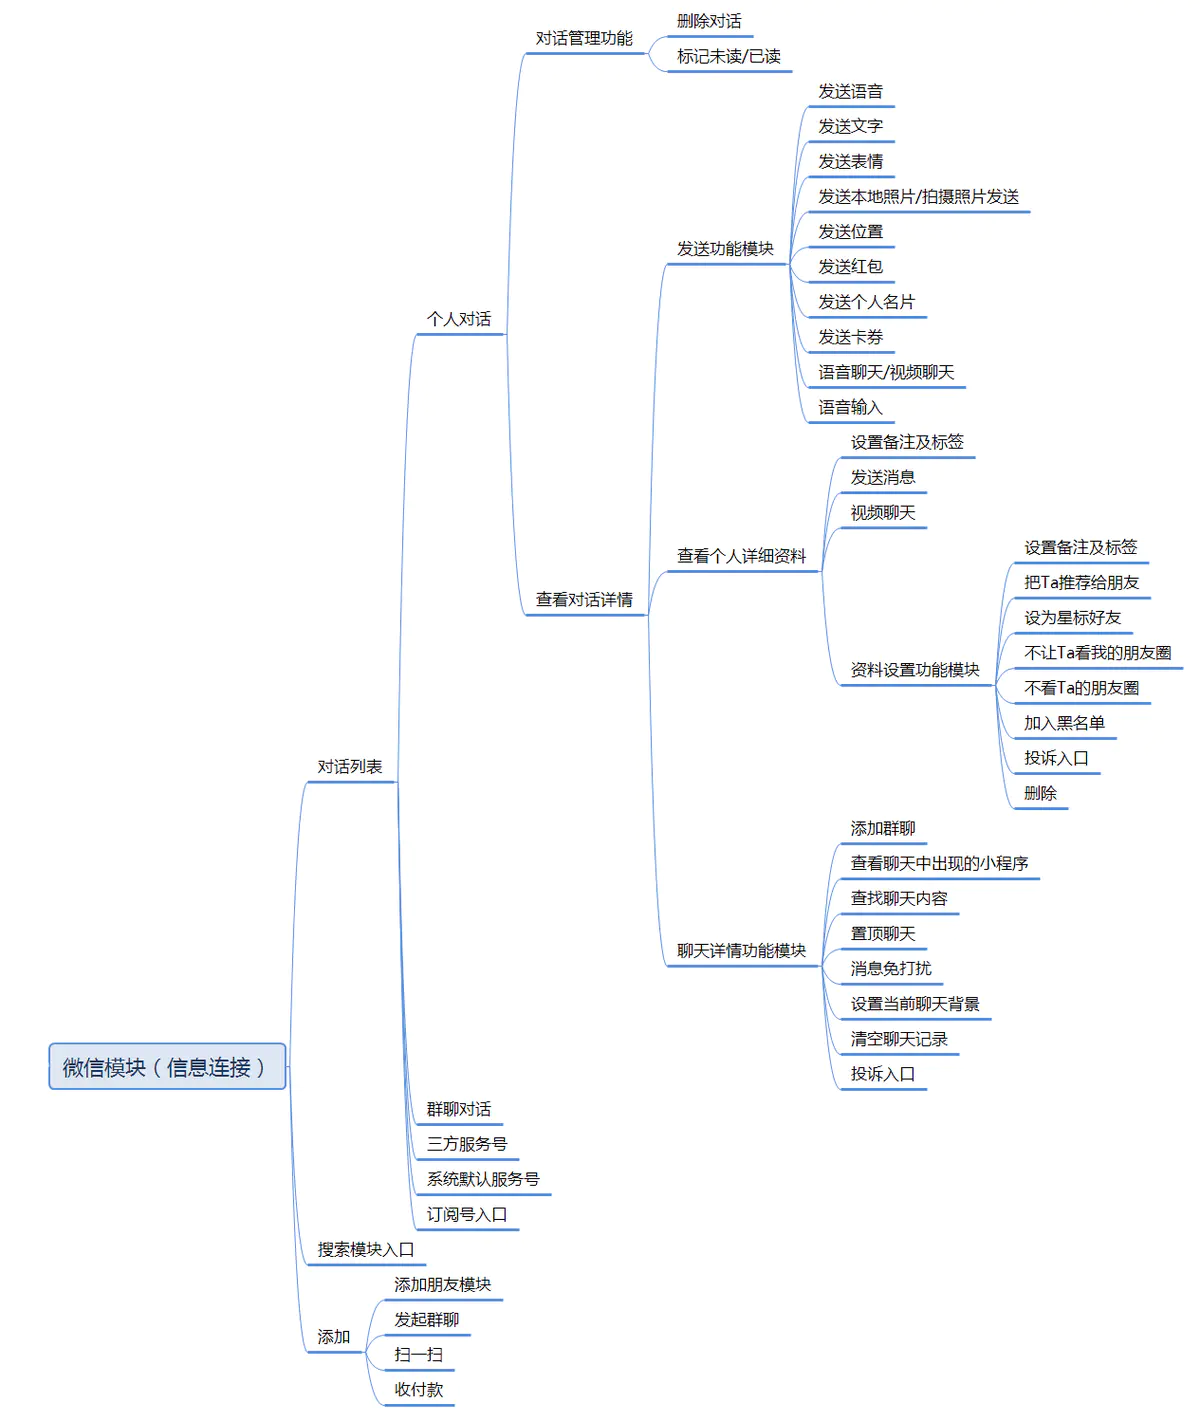 删除对话
对话管理功能
标记未读/已读
发送语音
发送文字
发送表情
发送本地照片/拍摄照片发送
发送位置
发送功能模块
发送红包
发送个人名片
个人对话
发送卡券
语音聊天/视频聊天
语音输入
设置备注及标签
发送消息
视频聊天
查看个人详细资料
设置备注及标签
把Ta推荐给朋友
查看对话详情
设为星标好友
不让Ta看我的朋友圈
资料设置功能模块
不看Ta的朋友圈
加入黑名单
投诉入口
对话列表
删除
添加群聊
查看聊天中出现的小程序
查找聊天内容
置顶聊天
聊天详情功能模块
消息免打扰
设置当前聊天背景
清空聊天记录
微信模块（信息连接）
投诉入口
群聊对话
三方服务号
系统默认服务号
订阅号入口
搜索模块入口
添加朋友模块
发起群聊
添加
扫一扫
收付款